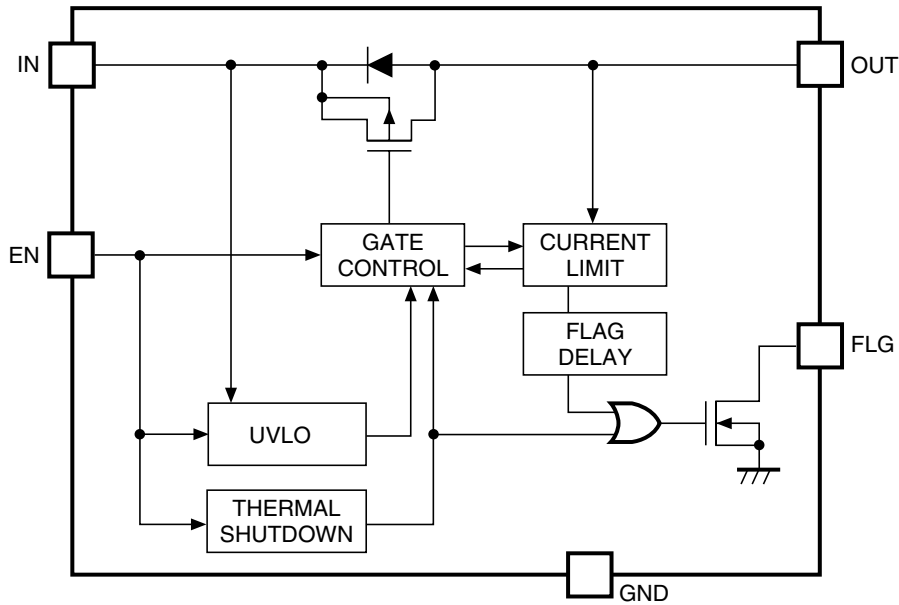 IN
OUT
EN
GATE
CONTROL
CURRENT
LIMIT
FLAG
DELAY
FLG
UVLO
THERMAL
SHUTDOWN
GND